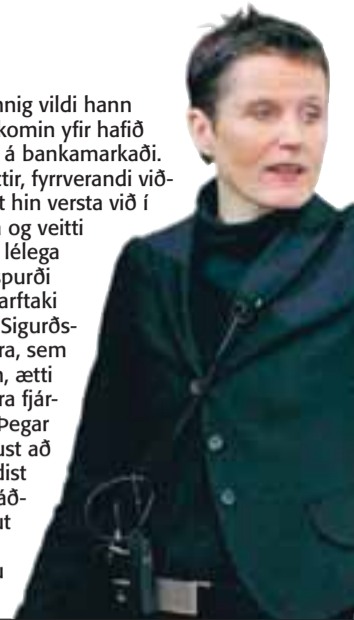 nnig vildi hann
komin yfir hafið
á bankamarkaði.
ttir, fyrrverandi við-
t hin versta við í
og veitti
lélega
spurði
arftaki
Sigurðs-
ra, sem
n, ætti
ra fjár-
Þegar
ust að
dist
áð-
ut
u